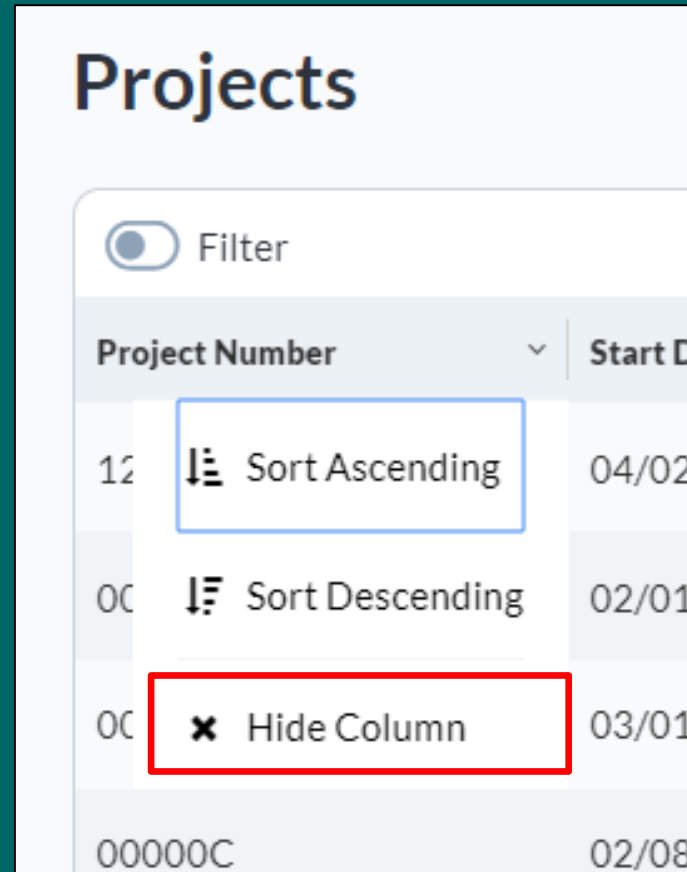 Projects
Filter
Project Number Start D
12 Sort Ascending 04/02
00 Sort Descending 02/01
00 Hide Column 03/01
00000C 02/08